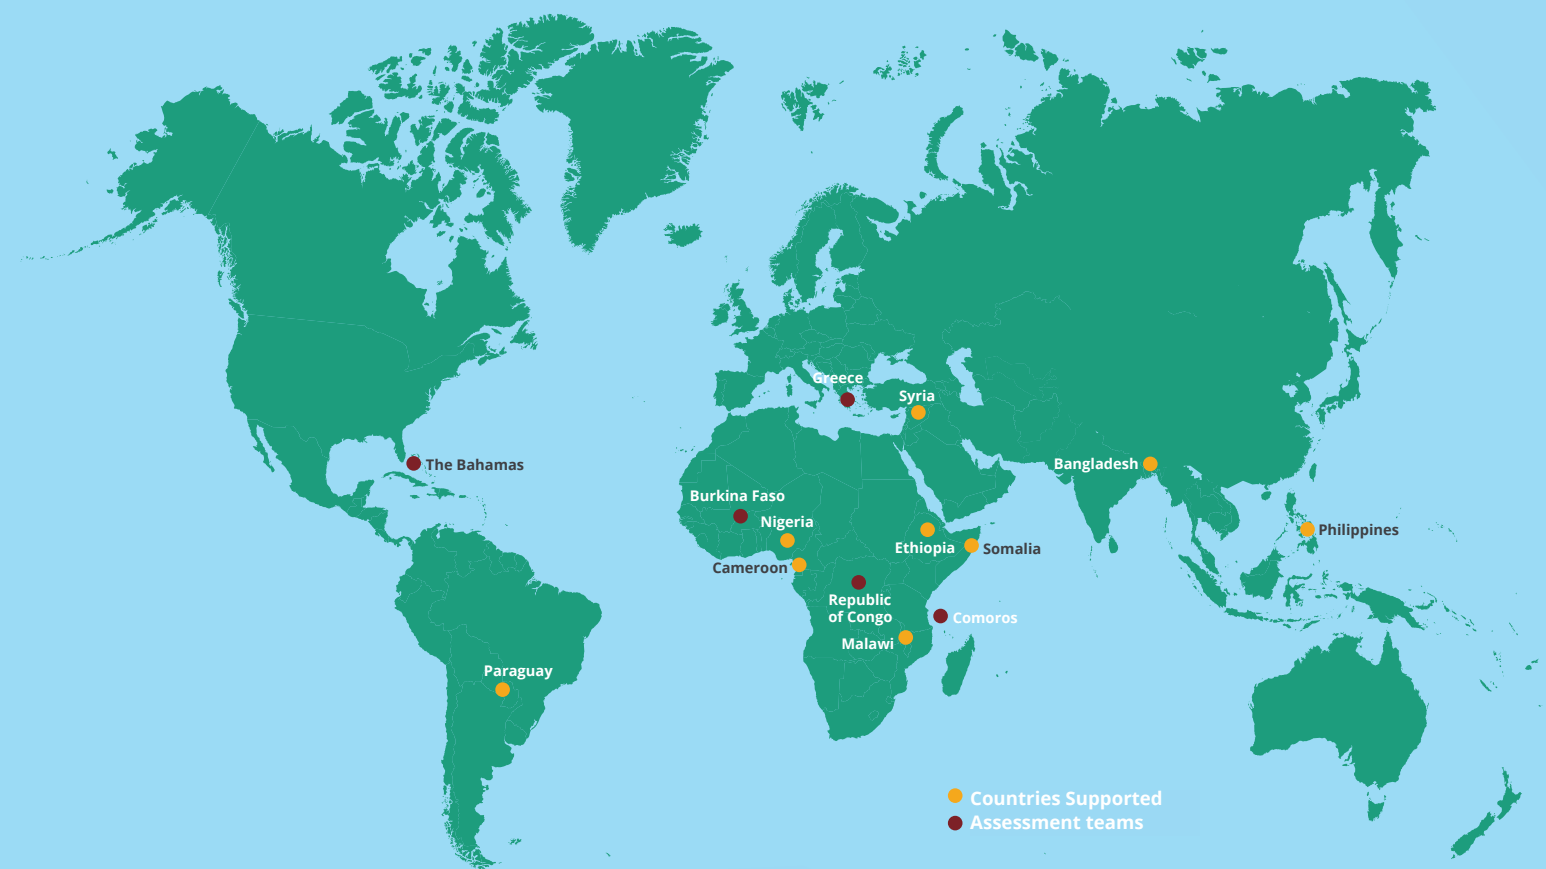 Greece
Syria
The Bahamas
Bangladesh
Burkina Faso
Nigeria
Philippines
Ethiopia
Somalia
Cameroon
Republic
of Congo
Comoros
Malawi
Paraguay
Countries Supported
Assessment teams